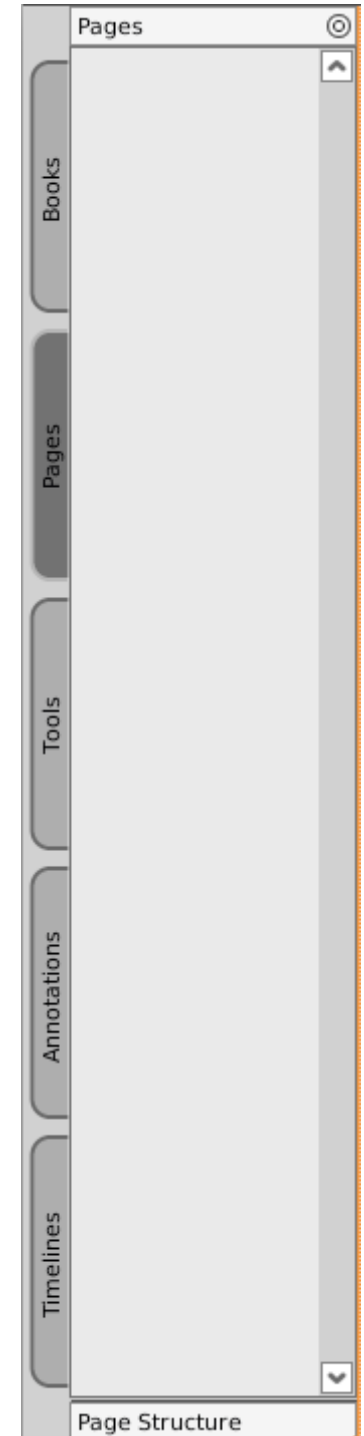 Pages
Books
Pages
Tools
Annotations
Timelines
Page Structure